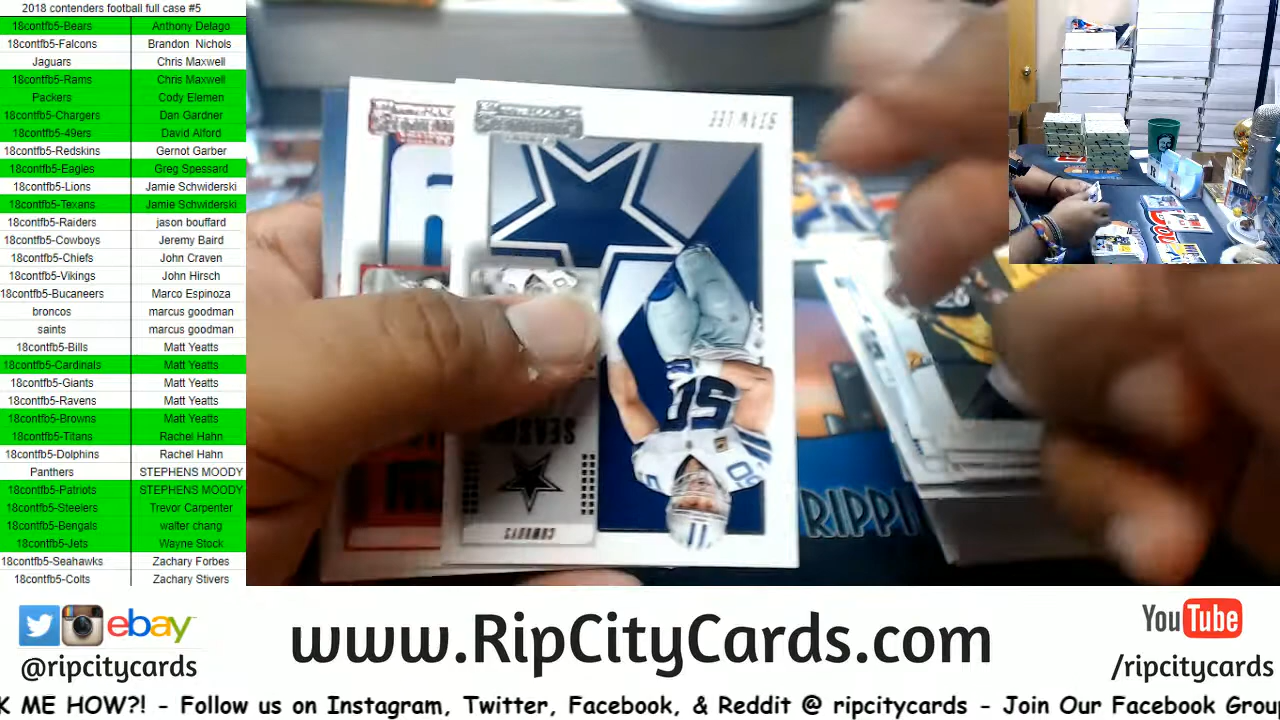 2018 contenders football full case #5
18contfb5-Bears Anthony Delago
18contfb5-Falcons Brandon Nichols
Jaguars Chris Maxwell
18contfb5-Rams Chris Maxwell
Packers Cody Elemen
18contfb5-Chargers Dan Gardner
18contfb5-49ers David Alford
18contfb5-Redskins Gernot Garber
18contfb5-Eagles Greg Spessard
18contfb5-Lions Jamie Schwiderski
18contfb5-Texans Jamie Schwiderski
18contfb5-Raiders jason bouffard
18contfb5-Cowboys Jeremy Baird
18contfb5-Chiefs John Craven
18contfb5-Vikings John Hirsch
18contfb5-Bucaneers Marco Espinoza
broncos marcus goodman
saints marcus goodman
18contfb5-Bills Matt Yeatts
18contfb5-Cardinals Matt Yeatts
18contfb5-Giants Matt Yeatts
18contfb5-Ravens Matt Yeatts
18contfb5-Browns Matt Yeatts
18contfb5-Titans Rachel Hahn
18contfb5-Dolphins Rachel Hahn
Panthers STEPHENS MOODY
18contfb5-Patriots STEPHENS MOODY
18contfb5-Steelers Trevor Carpenter
18contfb5-Bengals walter chang
18contfb5-Jets Wayne Stock
18contfb5-Seahawks Zachary Forbes
18contfb5-Colts Zachary Stivers
SEAN LEE
50
SEAS
COWBOYS
RIPPI
ebay
@ripcitycards
www.RipCityCards.com
YouTube
/ripcitycards
K ME HOW?! - Follow us on Instagram, Twitter, Facebook, & Reddit @ ripcitycards - Join Our Facebook Grou